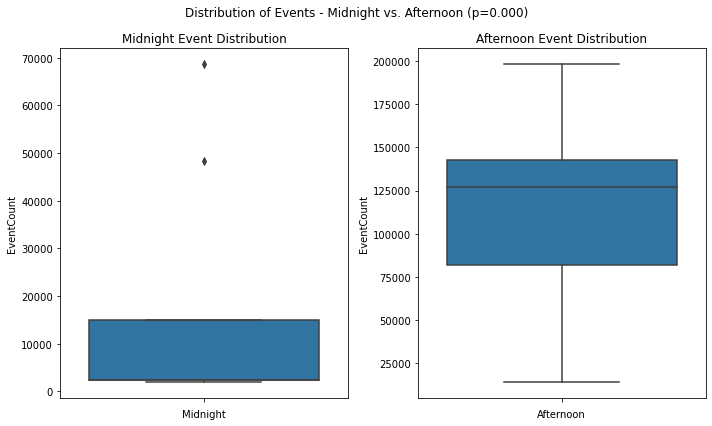 Distribution of Events - Midnight vs. Afternoon (p=0.000)
Midnight Event Distribution
70000
60000
50000
40000
30000
20000
10000
0
EventCount
Midnight
Afternoon Event Distribution
200000
175000
150000
125000
100000
75000
50000
25000
EventCount
Afternoon